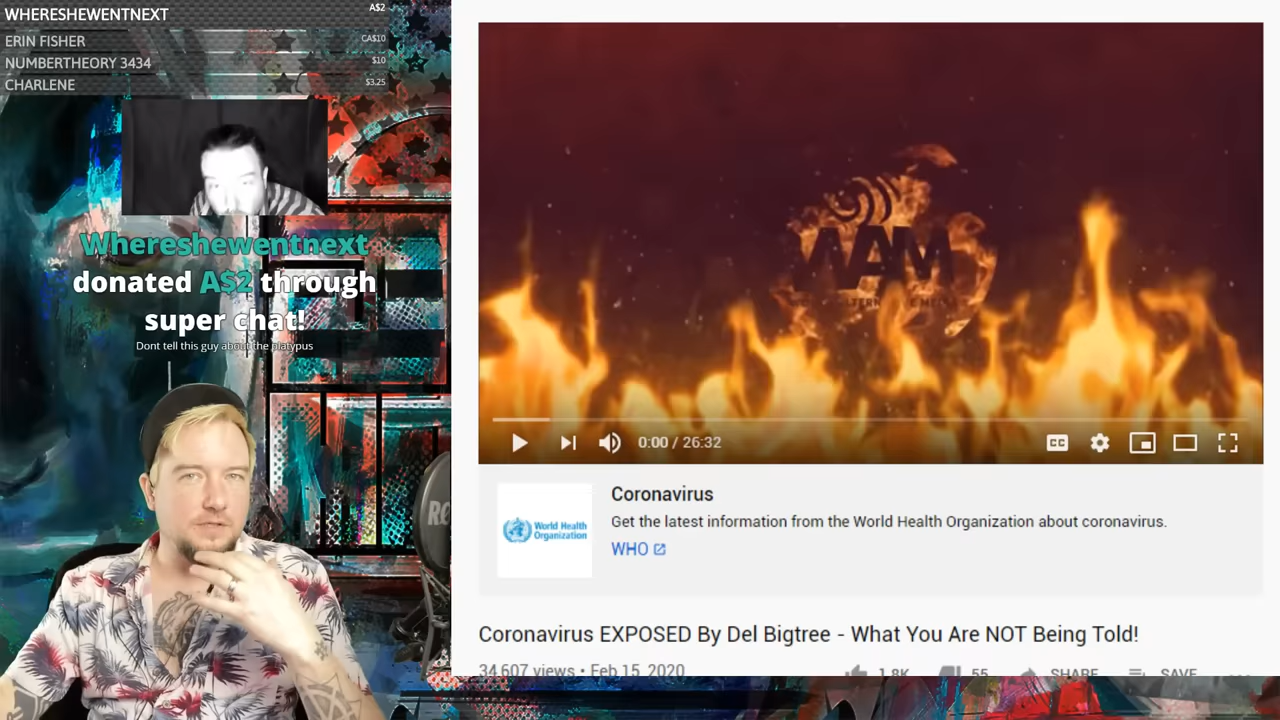 WHERESHEWENTNEXT A$2
ERIN FISHER CA$10
NUMBERTHEORY 3434 $10
CHARLENE $3.25
Whereshewentnext
donated A$2 through
super chat!
Dont tell this guy about the platypus
WAM
0:00 / 26:32
CC
World Health
Organization
Coronavirus
Get the latest information from the World Health Organization about coronavirus.
WHO
Coronavirus EXPOSED By Del Bigtree - What You Are NOT Being Told!
34,607 views • Feb 15, 2020 1.8K 55 SHARE SAVE